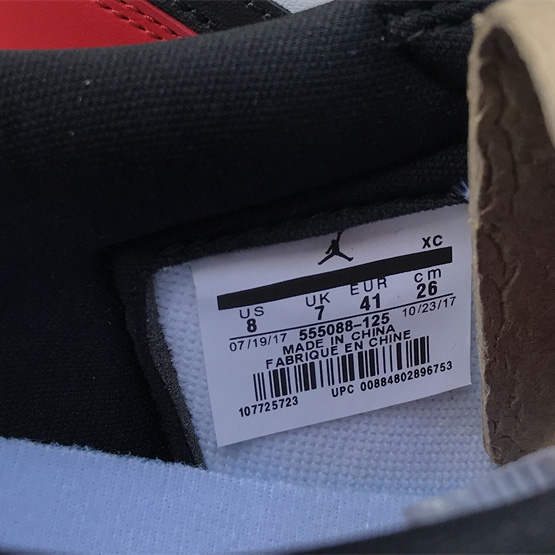 XC
US UK EUR cm
8 7 41 26
07/19/17 555088-125 10/23/17
MADE IN CHINA
FABRIQUE EN CHINE
107725723 UPC 00884802896753